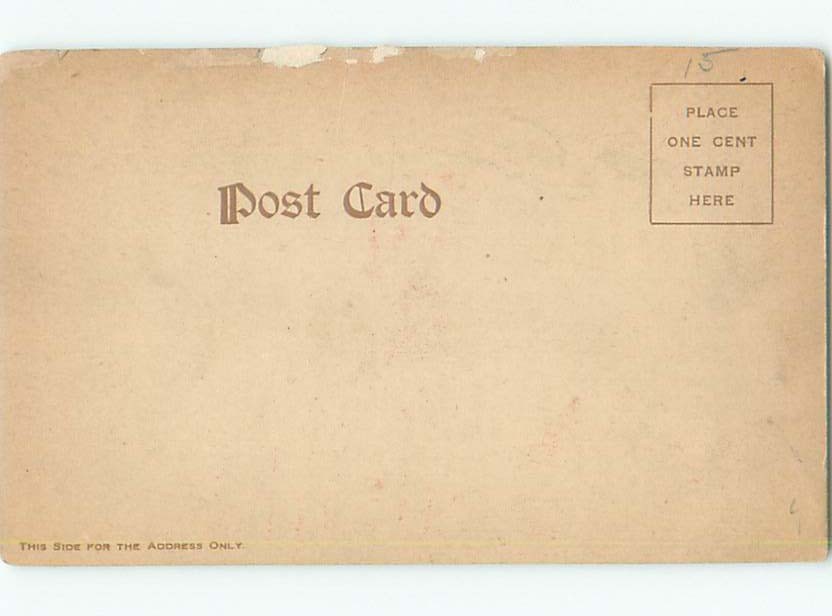 15
PLACE
ONE CENT
STAMP
HERE
Post Card
THIS SIDE FOR THE ADDRESS ONLY.